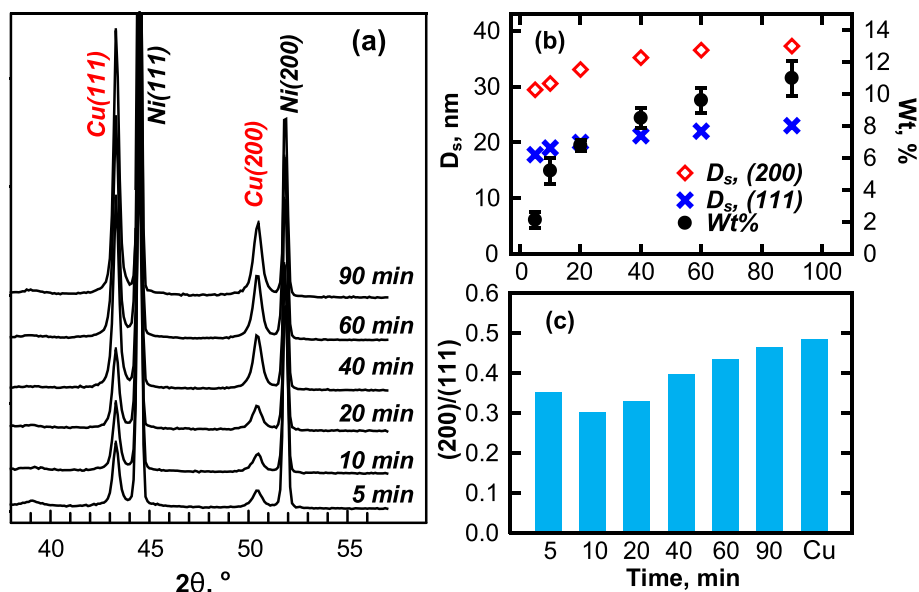 (a)
Cu(111)
Ni(111)
Cu(200)
Ni(200)
90 min
60 min
40 min
20 min
10 min
5 min
40 45 50 55
2θ, °
(b)
40
30
20
10
0
Dₛ, nm
14
12
10
8
6
4
2
0
Wt, %
Dₛ, (200)
Dₛ, (111)
Wt%
0 20 40 60 80 100
(c)
0.6
0.5
0.4
0.3
0.2
0.1
0.0
(200)/(111)
5 10 20 40 60 90 Cu
Time, min